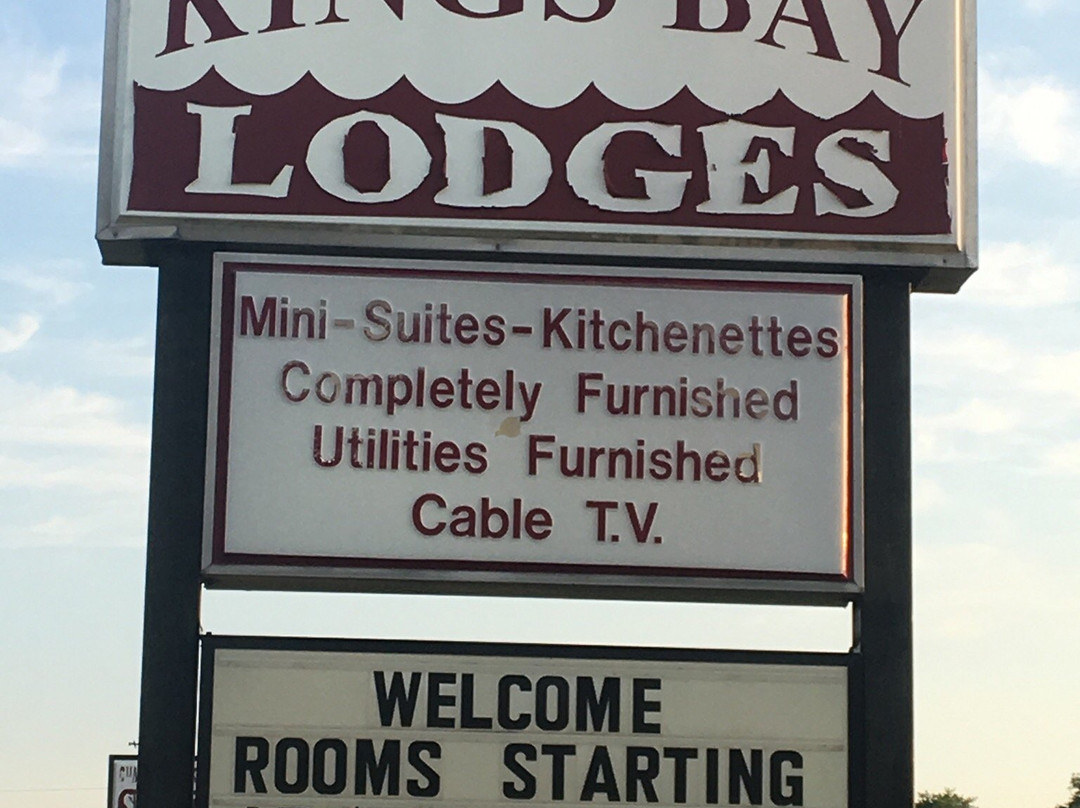 KINGS BAY
LODGES
Mini-Suites-Kitchenettes
Completely Furnished
Utilities Furnished
Cable T.V.
WELCOME
ROOMS STARTING